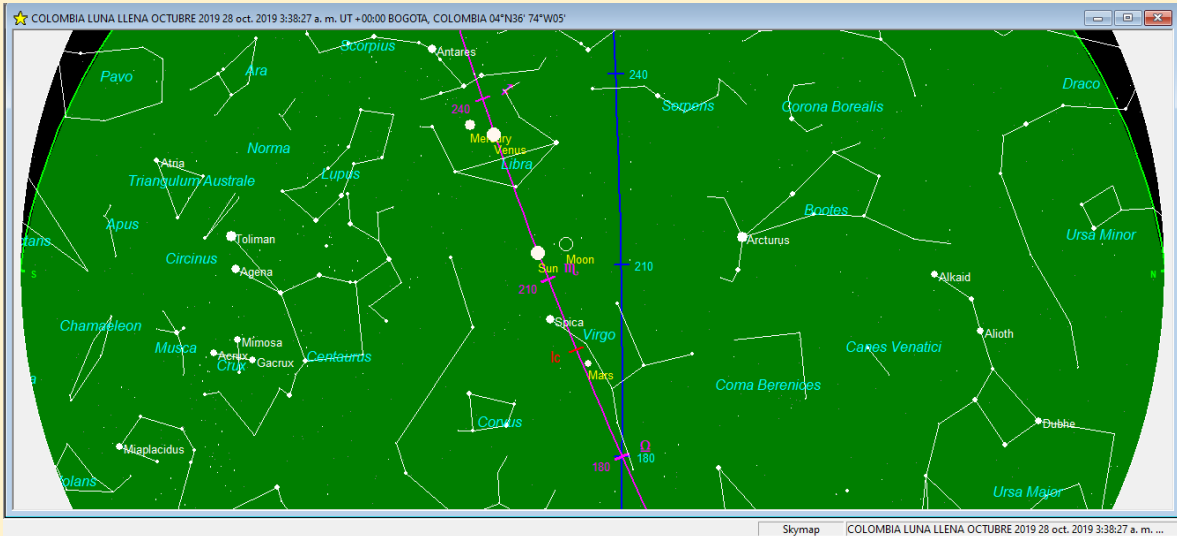 COLOMBIA LUNA LLENA OCTUBRE 2019 28 oct. 2019 3:38:27 a. m. UT +00:00 BOGOTA, COLOMBIA 04°N36' 74°W05'
Scorpius
Antares
Pavo
Ara
240
Draco
240
Serpens
Corona Borealis
Mercury
Venus
Norma
Libra
Atria
Lupus
Triangulum Australe
Apus
Bootes
Toliman
Arcturus
Ursa Minor
ctans
Circinus
Moon
Sun
S
Agena
210
N
210
Alkaid
Chamaeleon
Spica
Virgo
Alioth
Musca
Mimosa
Acrux
Gacrux
Centaurus
Ic
Canes Venatici
Crux
Mars
a
Coma Berenices
Corvus
Dubhe
Miaplacidus
180
180
Volans
Ursa Major
Skymap
COLOMBIA LUNA LLENA OCTUBRE 2019 28 oct. 2019 3:38:27 a. m. ...